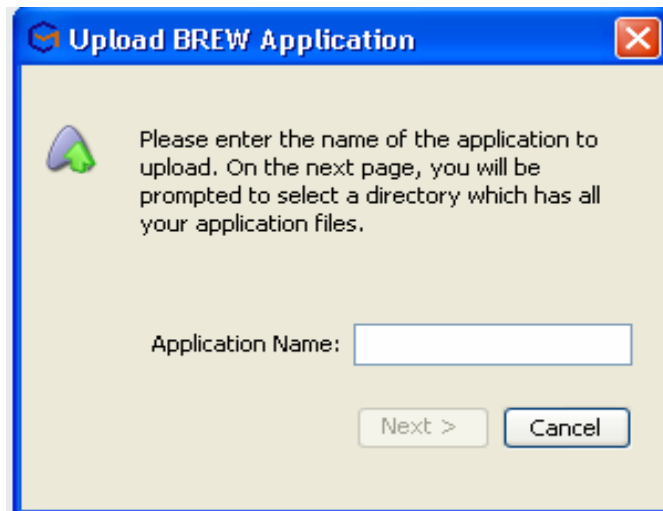 Upload BREW Application
Please enter the name of the application to
upload. On the next page, you will be
prompted to select a directory which has all
your application files.
Application Name:
Next >
Cancel